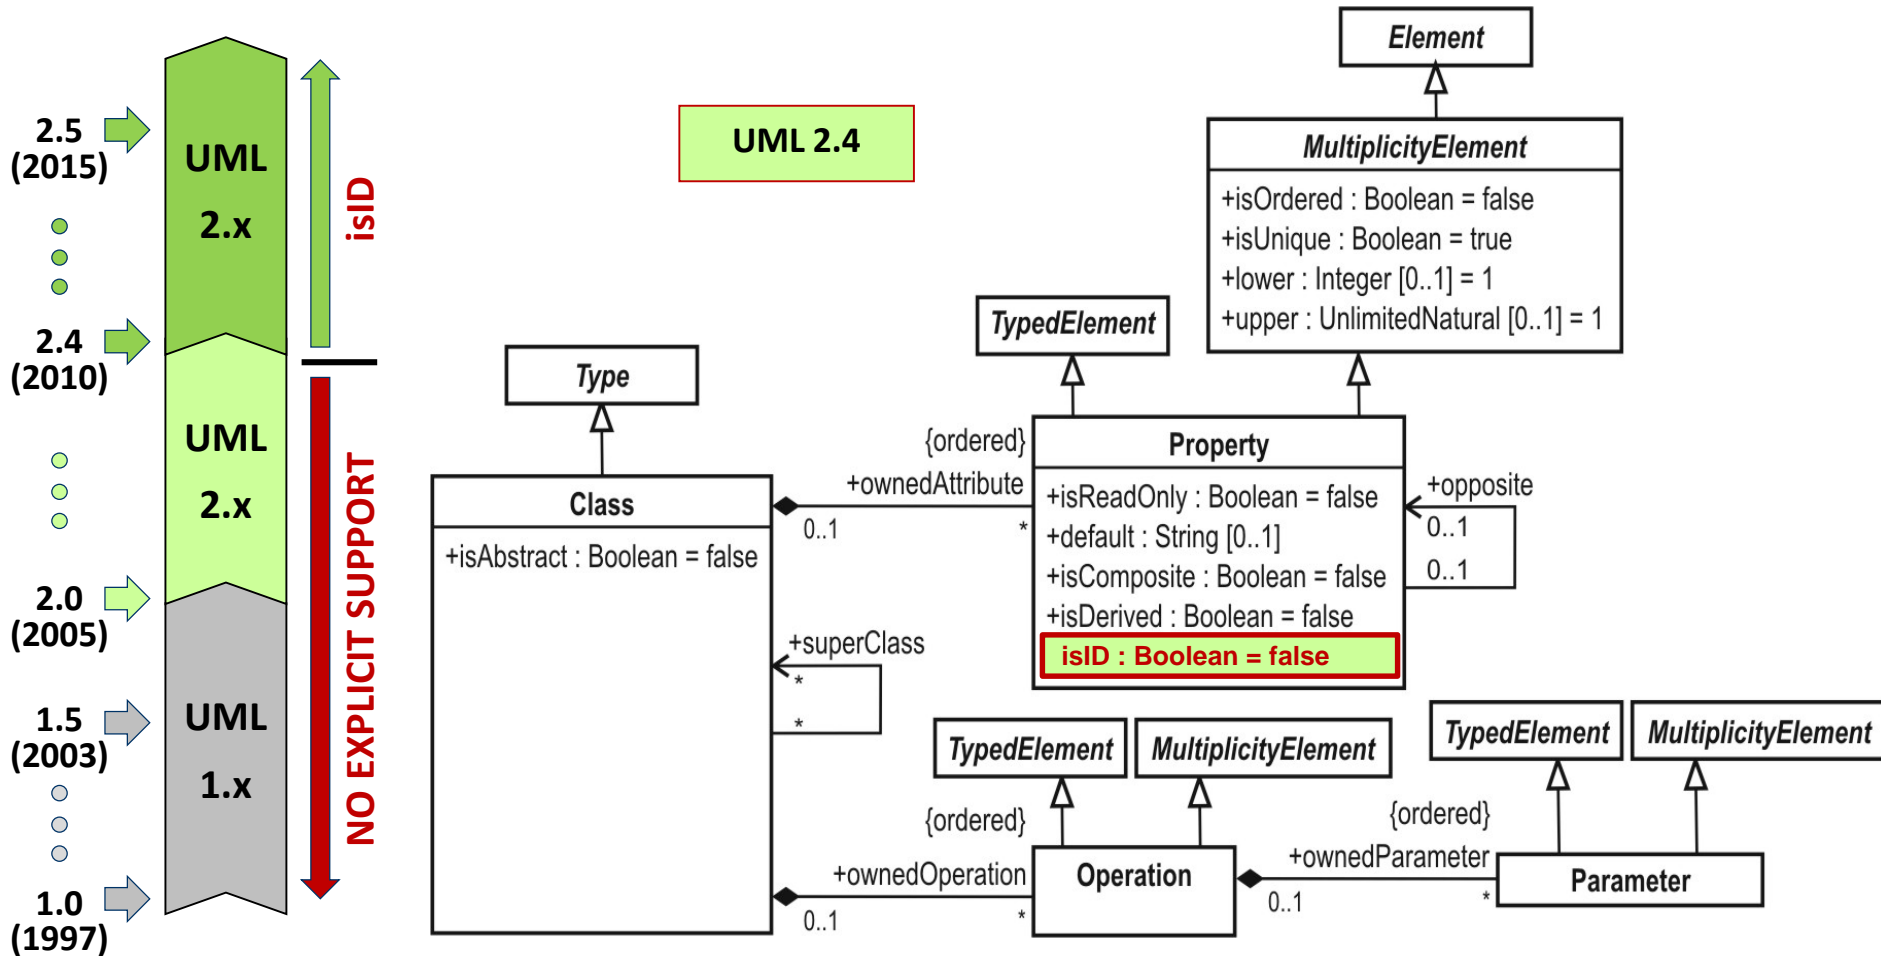 2.5
(2015)
2.4
(2010)
2.0
(2005)
1.5
(2003)
1.0
(1997)
UML
2.x
UML
2.x
UML
1.x
isID
NO EXPLICIT SUPPORT
UML 2.4
Element
MultiplicityElement
+isOrdered : Boolean = false
+isUnique : Boolean = true
+lower : Integer [0..1] = 1
+upper : UnlimitedNatural [0..1] = 1
TypedElement
Type
{ordered}
+ownedAttribute
0..1
*
Property
+isReadOnly : Boolean = false
+default : String [0..1]
+isComposite : Boolean = false
+isDerived : Boolean = false
isID : Boolean = false
+opposite
0..1
0..1
Class
+isAbstract : Boolean = false
+superClass
*
*
TypedElement
MultiplicityElement
TypedElement
MultiplicityElement
{ordered}
+ownedOperation
0..1
*
Operation
{ordered}
+ownedParameter
0..1
*
Parameter